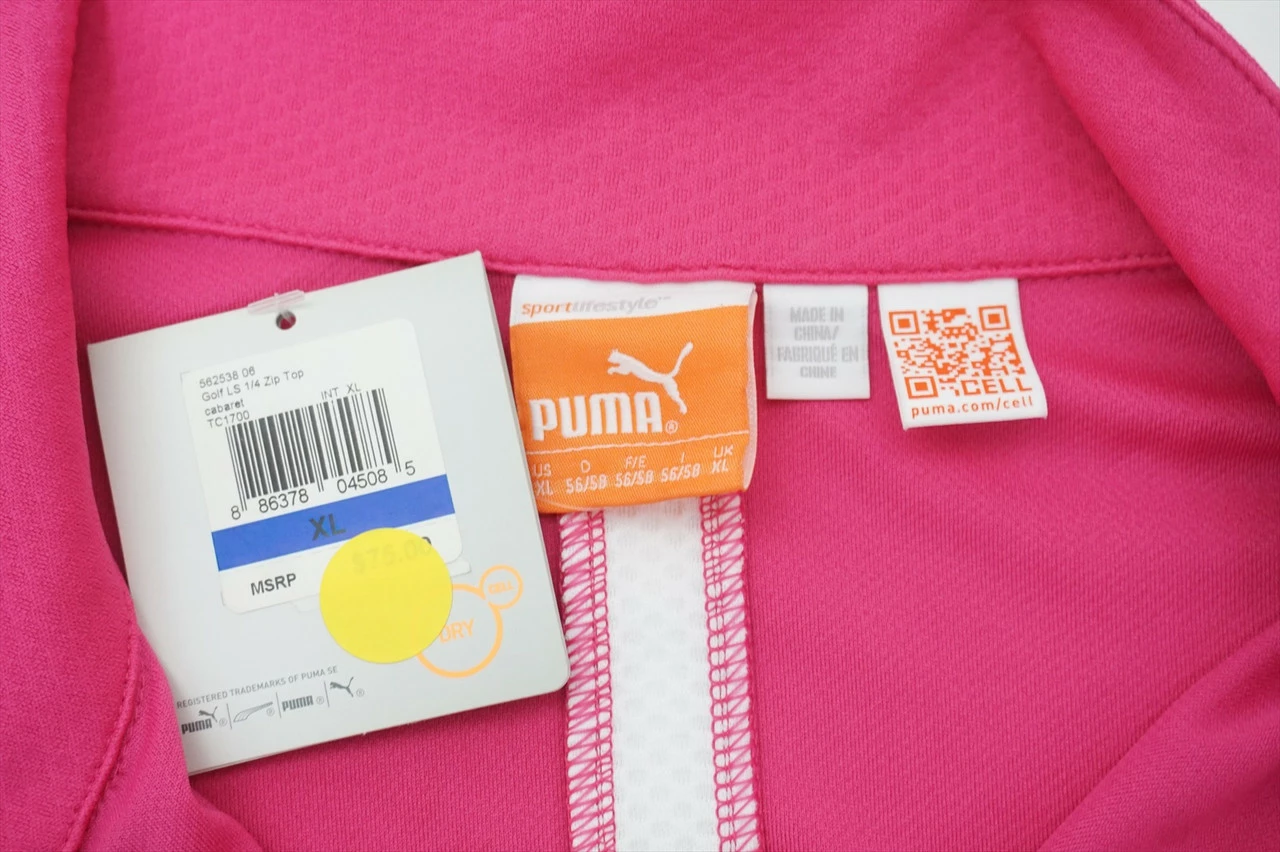 562538 06
Golf LS 1/4 Zip Top
cabaret
TC1700
INT XL
8 86378 04508 5
XL
MSRP
$75.00
DRY
CELL
REGISTERED TRADEMARKS OF PUMA SE
PUMA ® ® PUMA ® ®
sportlifestyle™
PUMA®
US D F/E I UK
XL 56/58 56/58 56/58 XL
MADE IN
CHINA/
FABRIQUÉ EN
CHINE
CELL
puma.com/cell